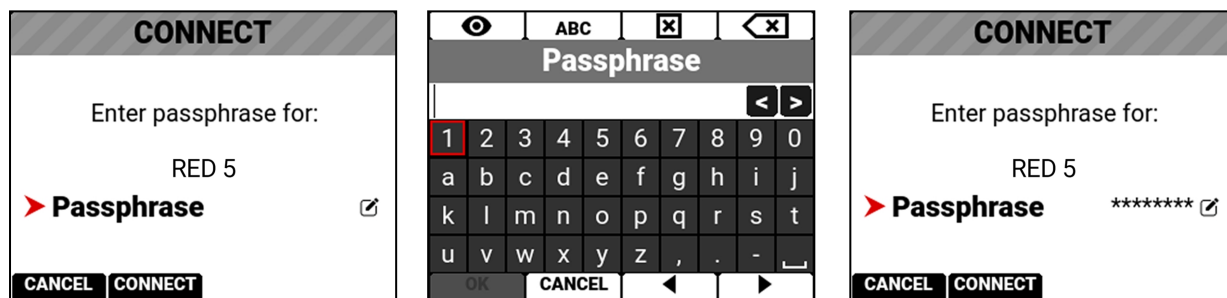 CONNECT
Enter passphrase for:
RED 5
Passphrase
CANCEL CONNECT
ABC
Passphrase
< >
1 2 3 4 5 6 7 8 9 0
a b c d e f g h i j
k l m n o p q r s t
u v w x y z , . -
OK CANCEL
CONNECT
Enter passphrase for:
RED 5
Passphrase ********
CANCEL CONNECT